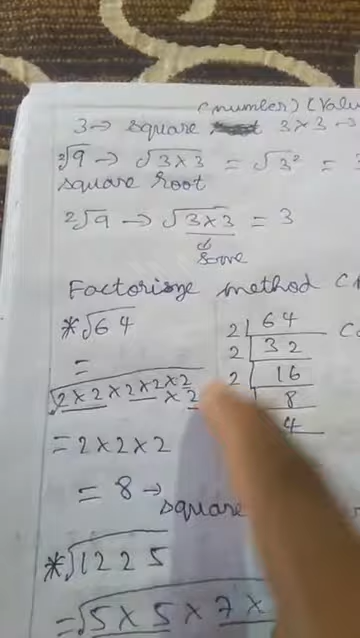 (number) (Valu
3→ square 3×3→
²√9 → √3×3 = √3² = 3
square root
²√9 → √3×3 = 3
Same
Factorize method
*√64
=
√2×2×2×2×2
×2
= 2×2×2
= 8→
square
2 | 64
2 | 32
2 | 16
8
4
*√1225
= √5×5×7×